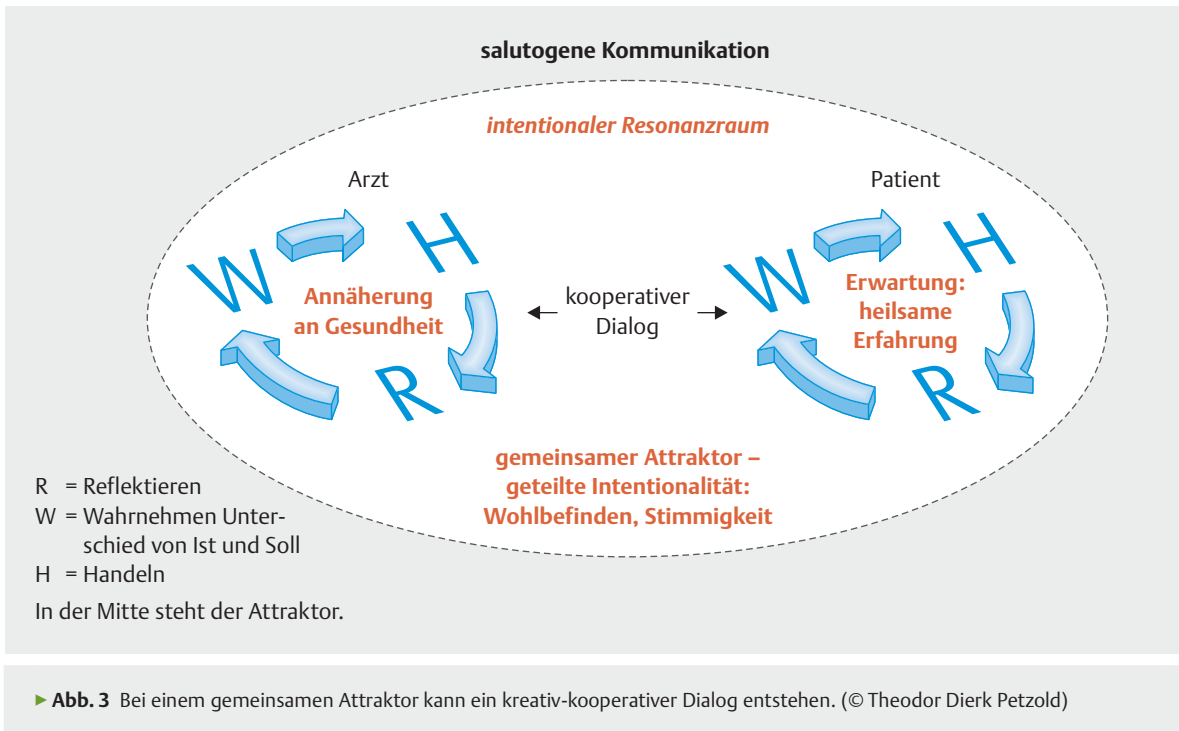 salutogene Kommunikation
intentionaler Resonanzraum
Arzt
W
H
R
Annäherung
an Gesundheit
kooperativer
Dialog
Patient
W
H
R
Erwartung:
heilsame
Erfahrung
gemeinsamer Attraktor –
geteilte Intentionalität:
Wohlbefinden, Stimmigkeit
R = Reflektieren
W = Wahrnehmen Unter-
schied von Ist und Soll
H = Handeln
In der Mitte steht der Attraktor.
▶ Abb. 3 Bei einem gemeinsamen Attraktor kann ein kreativ-kooperativer Dialog entstehen. (© Theodor Dierk Petzold)